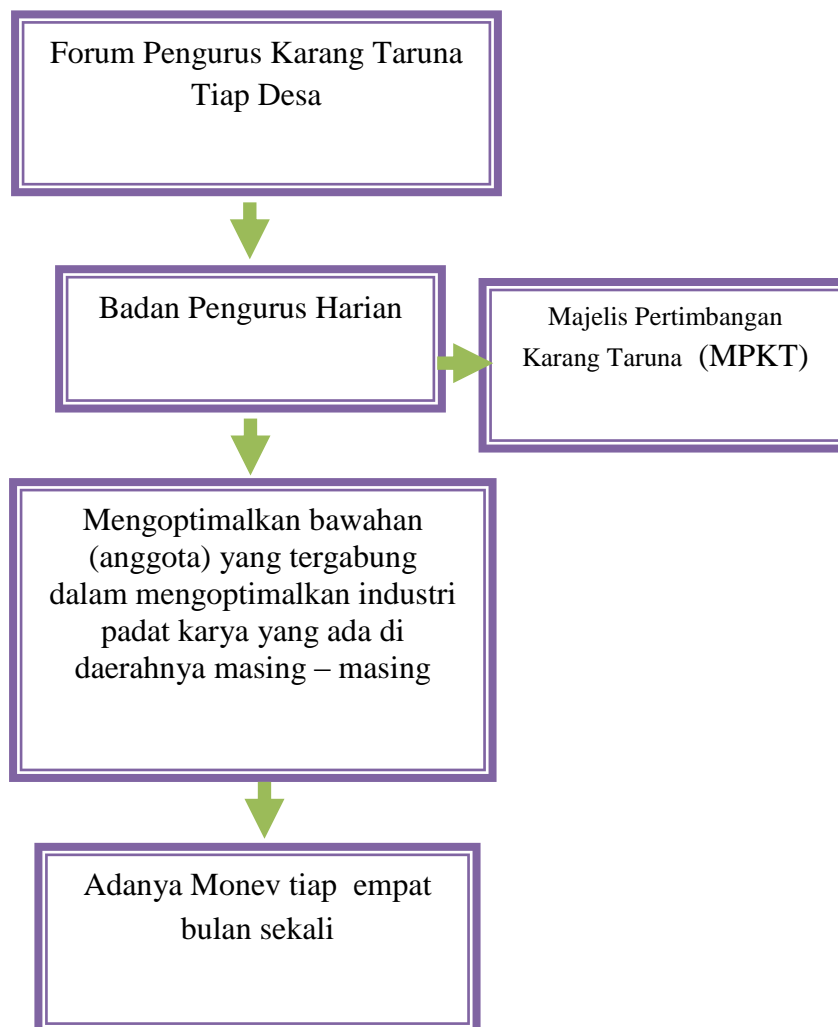 Forum Pengurus Karang Taruna
Tiap Desa
Badan Pengurus Harian
Majelis Pertimbangan
Karang Taruna (MPKT)
Mengoptimalkan bawahan
(anggota) yang tergabung
dalam mengoptimalkan industri
padat karya yang ada di
daerahnya masing – masing
Adanya Monev tiap empat
bulan sekali